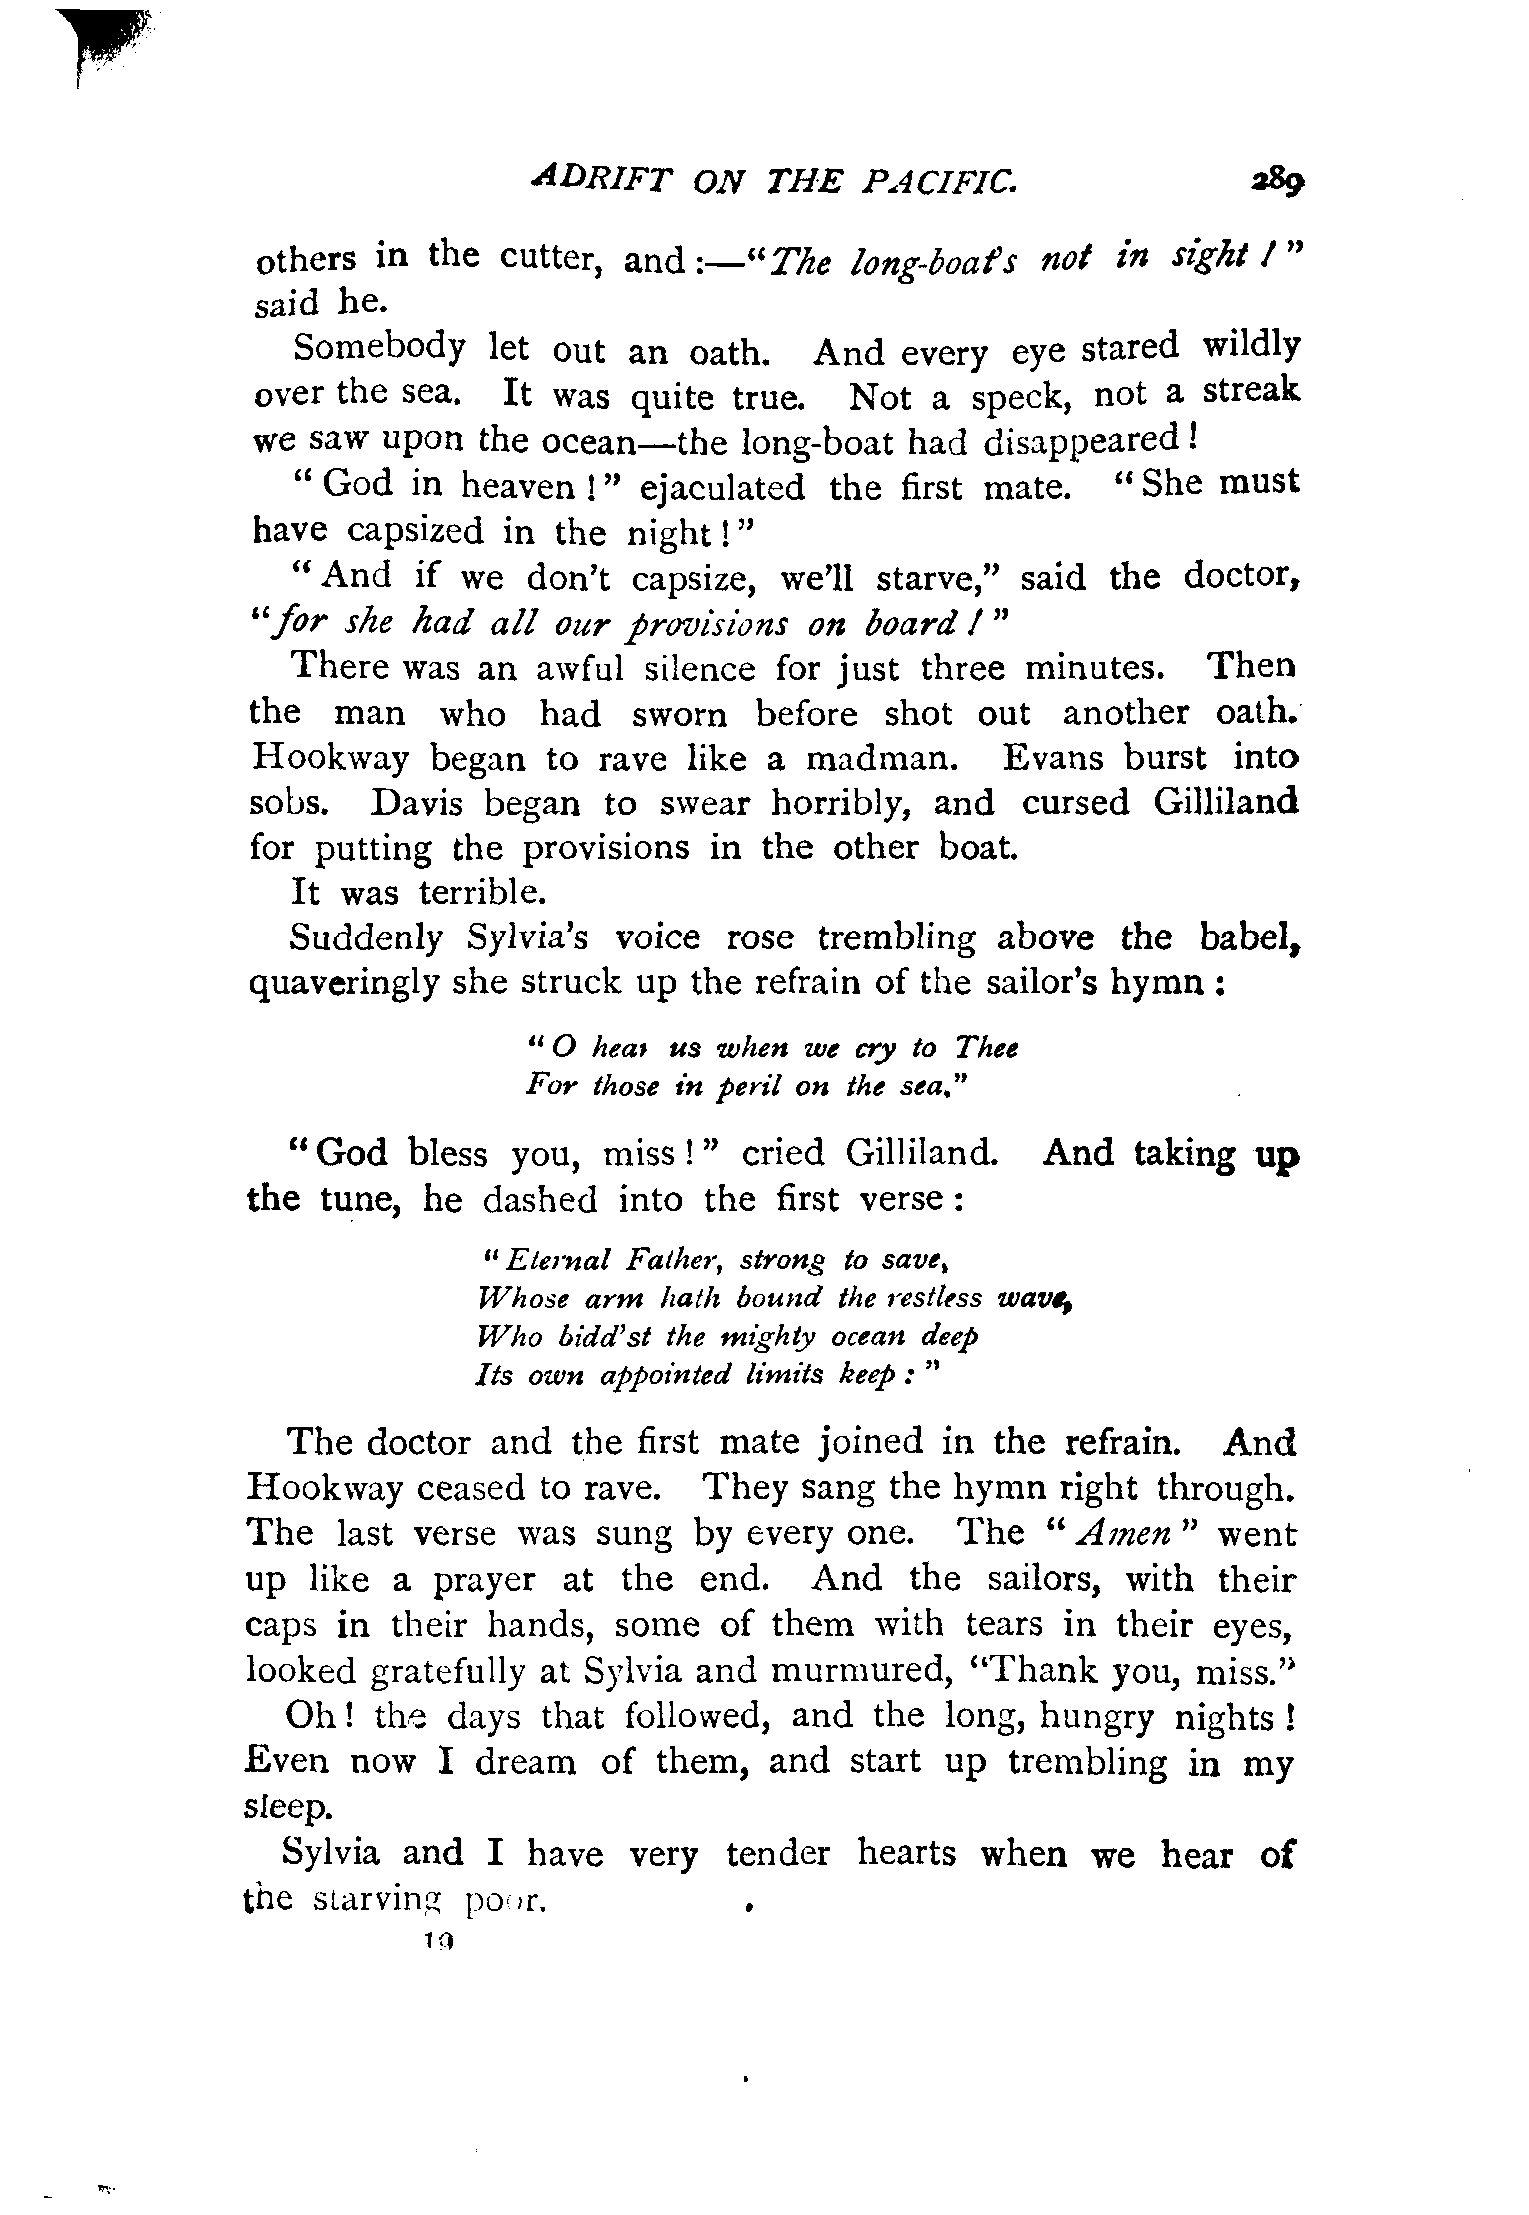 ADRIFT ON THE PACIFIC. 289
others in the cutter, and :—"The long-boat's not in sight!"
said he.
Somebody let out an oath. And every eye stared wildly
over the sea. It was quite true. Not a speck, not a streak
we saw upon the ocean—the long-boat had disappeared!
"God in heaven!" ejaculated the first mate. "She must
have capsized in the night!"
"And if we don't capsize, we'll starve," said the doctor,
"for she had all our provisions on board!"
There was an awful silence for just three minutes. Then
the man who had sworn before shot out another oath.
Hookway began to rave like a madman. Evans burst into
sobs. Davis began to swear horribly, and cursed Gilliland
for putting the provisions in the other boat.
It was terrible.
Suddenly Sylvia's voice rose trembling above the babel,
quaveringly she struck up the refrain of the sailor's hymn:
"O hear us when we cry to Thee
For those in peril on the sea."
"God bless you, miss!" cried Gilliland. And taking up
the tune, he dashed into the first verse:
"Eternal Father, strong to save,
Whose arm hath bound the restless wave,
Who bidd'st the mighty ocean deep
Its own appointed limits keep:"
The doctor and the first mate joined in the refrain. And
Hookway ceased to rave. They sang the hymn right through.
The last verse was sung by every one. The "Amen" went
up like a prayer at the end. And the sailors, with their
caps in their hands, some of them with tears in their eyes,
looked gratefully at Sylvia and murmured, "Thank you, miss."
Oh! the days that followed, and the long, hungry nights!
Even now I dream of them, and start up trembling in my
sleep.
Sylvia and I have very tender hearts when we hear of
the starving poor.
19